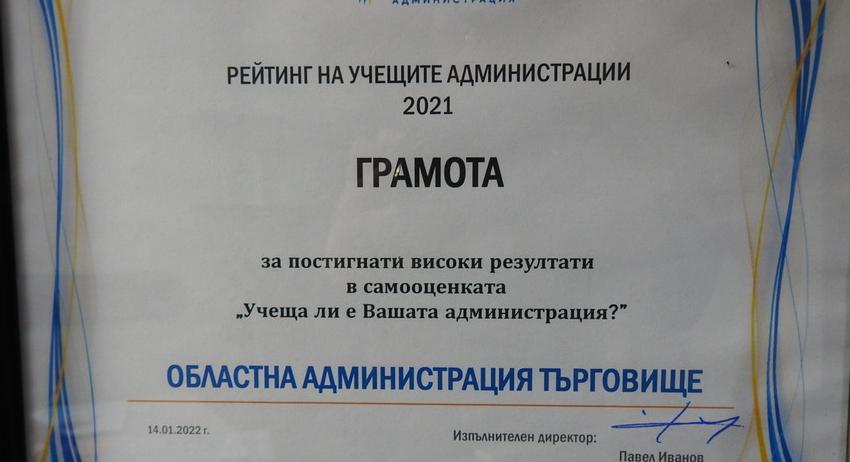 АДМИНИСТРАЦИЯ
РЕЙТИНГ НА УЧЕЩИТЕ АДМИНИСТРАЦИИ
2021
ГРАМОТА
за постигнати високи резултати
в самооценката
„Учеща ли е Вашата администрация?”
ОБЛАСТНА АДМИНИСТРАЦИЯ ТЪРГОВИЩЕ
14.01.2022 г.
Изпълнителен директор:
Павел Иванов